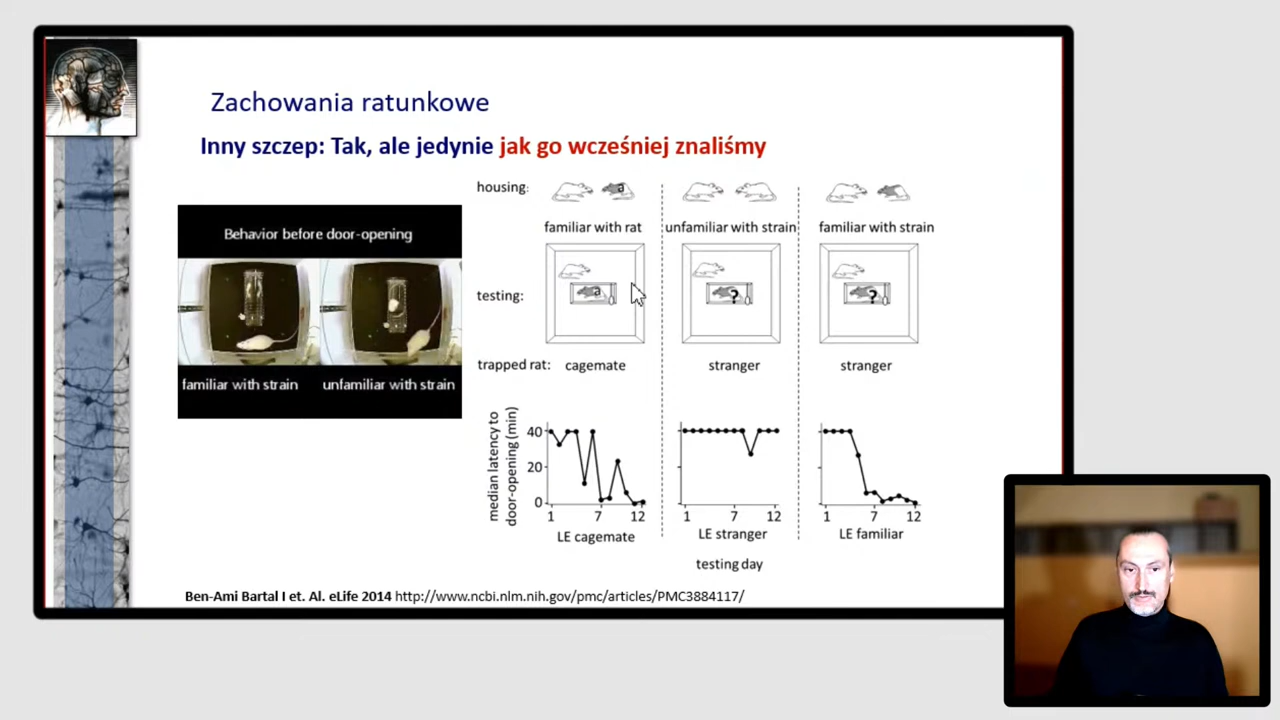 Zachowania ratunkowe
Inny szczep: Tak, ale jedynie jak go wcześniej znaliśmy
Behavior before door-opening
familiar with strain
unfamiliar with strain
housing:
a
familiar with rat
unfamiliar with strain
familiar with strain
testing:
a
?
?
trapped rat:
cagemate
stranger
stranger
median latency to
door-opening (min)
40
20
0
1 7 12
1 7 12
1 7 12
LE cagemate
LE stranger
LE familiar
testing day
Ben-Ami Bartal I et. Al. eLife 2014 http://www.ncbi.nlm.nih.gov/pmc/articles/PMC3884117/